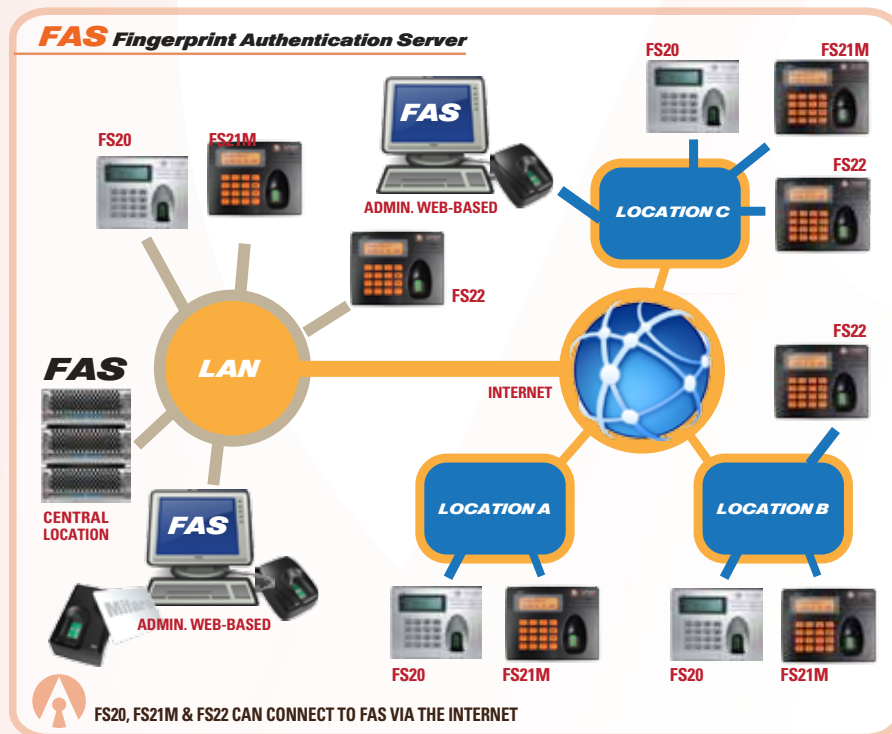 FAS Fingerprint Authentication Server
FS20
FS21M
FAS
ADMIN. WEB-BASED
FS20
FS21M
FS22
LOCATION C
FS22
LAN
INTERNET
FS22
FAS
CENTRAL
LOCATION
FAS
Mifare
ADMIN. WEB-BASED
LOCATION A
FS20
FS21M
LOCATION B
FS20
FS21M
FS20, FS21M & FS22 CAN CONNECT TO FAS VIA THE INTERNET